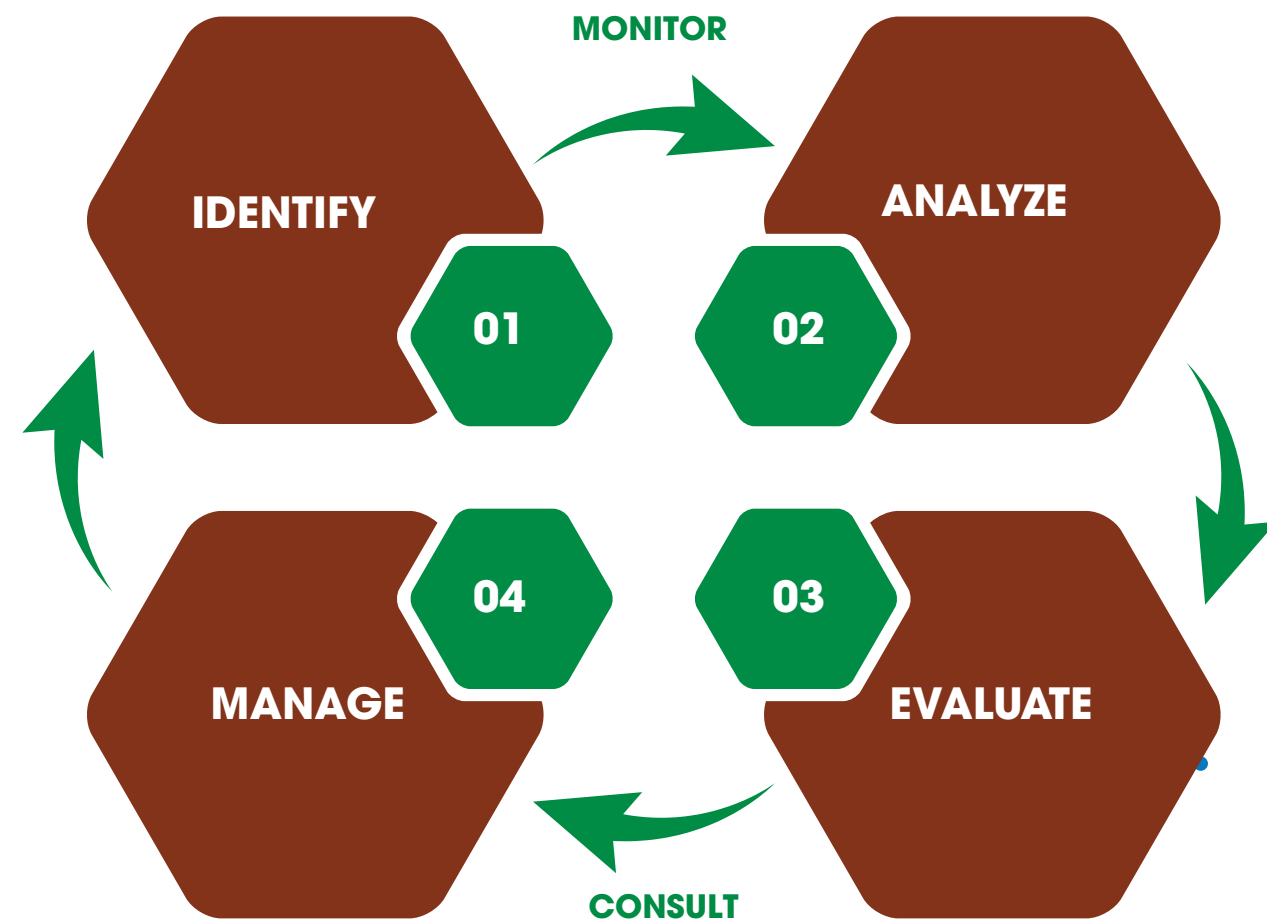 MONITOR
IDENTIFY
ANALYZE
01
02
04
03
MANAGE
EVALUATE
CONSULT